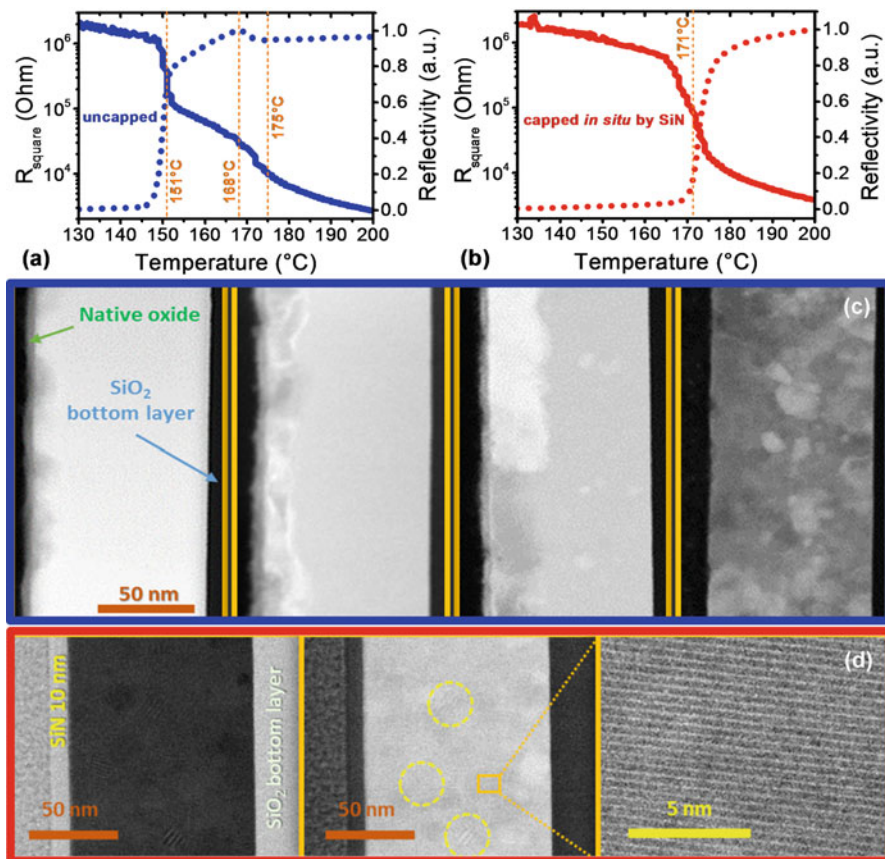 10⁶
10⁵
10⁴
R_square (Ohm)
uncapped
151°C
168°C
175°C
1.0
0.8
0.6
0.4
0.2
0.0
Reflectivity (a.u.)
130 140 150 160 170 180 190 200
(a)
Temperature (°C)
10⁶
10⁵
10⁴
R_square (Ohm)
171°C
capped in situ by SiN
1.0
0.8
0.6
0.4
0.2
0.0
Reflectivity (a.u.)
130 140 150 160 170 180 190 200
(b)
Temperature (°C)
(c)
Native oxide
SiO₂
bottom layer
50 nm
(d)
SiN 10 nm
SiO₂ bottom layer
50 nm
50 nm
5 nm